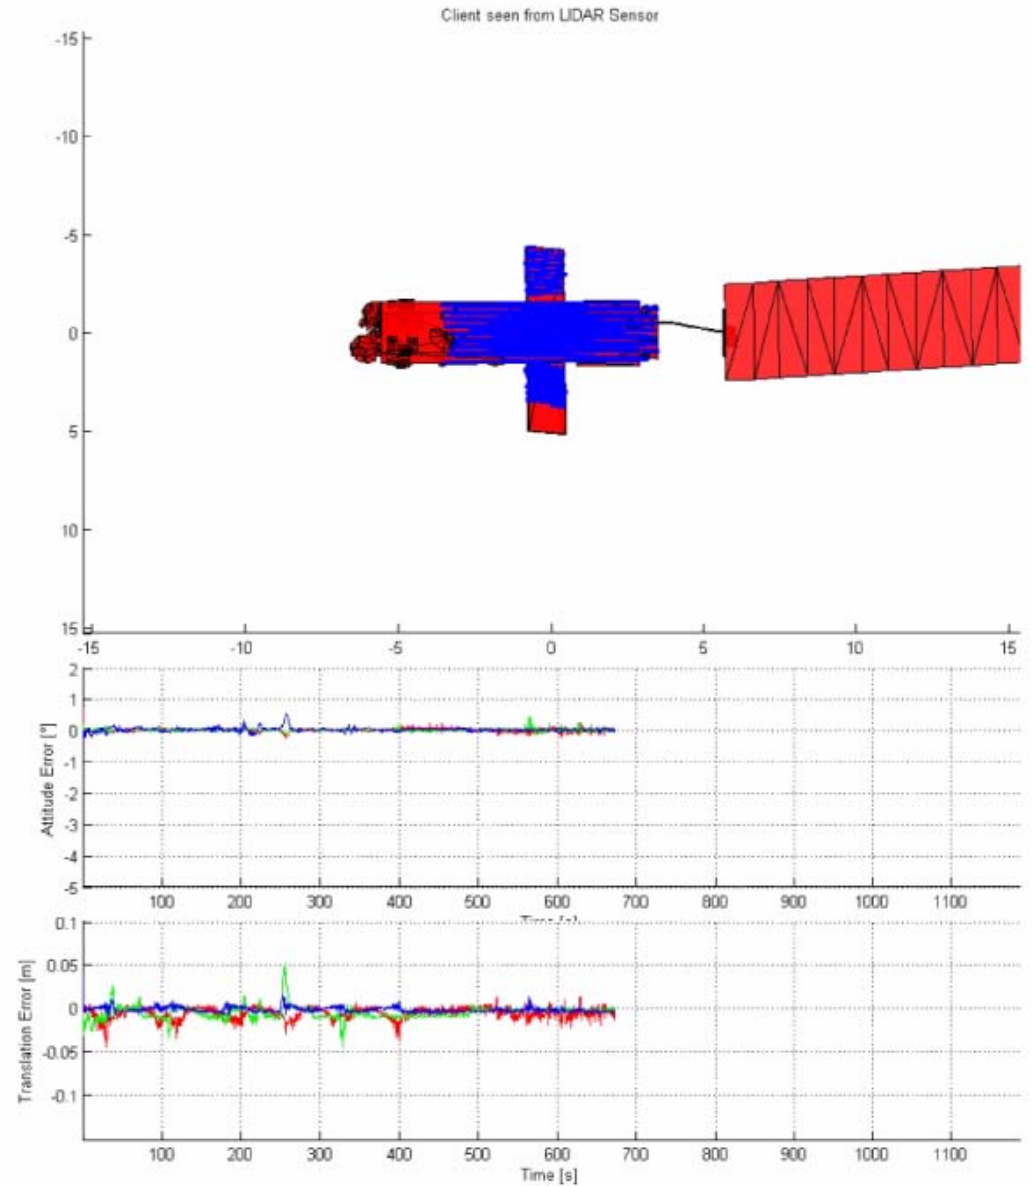 Client seen from LIDAR Sensor
-15
-10
-5
0
5
10
15
-15 -10 -5 0 5 10 15
2
1
0
-1
-2
-3
-4
-5
Attitude Error [°]
100 200 300 400 500 600 700 800 900 1000 1100
Time [s]
0.1
0.05
0
-0.05
-0.1
Translation Error [m]
100 200 300 400 500 600 700 800 900 1000 1100
Time [s]